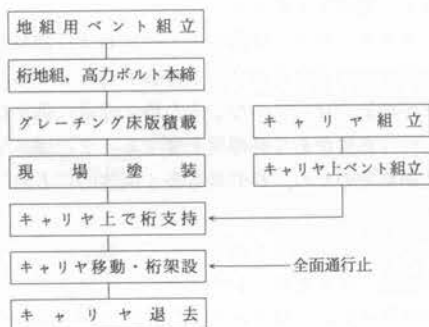 地組用ベント組立
桁地組，高力ボルト本締
グレーチング床版積載
現場塗装
キャリヤ上で桁支持
キャリヤ移動・桁架設
キャリヤ退去
キャリヤ組立
キャリヤ上ベント組立
全面通行止